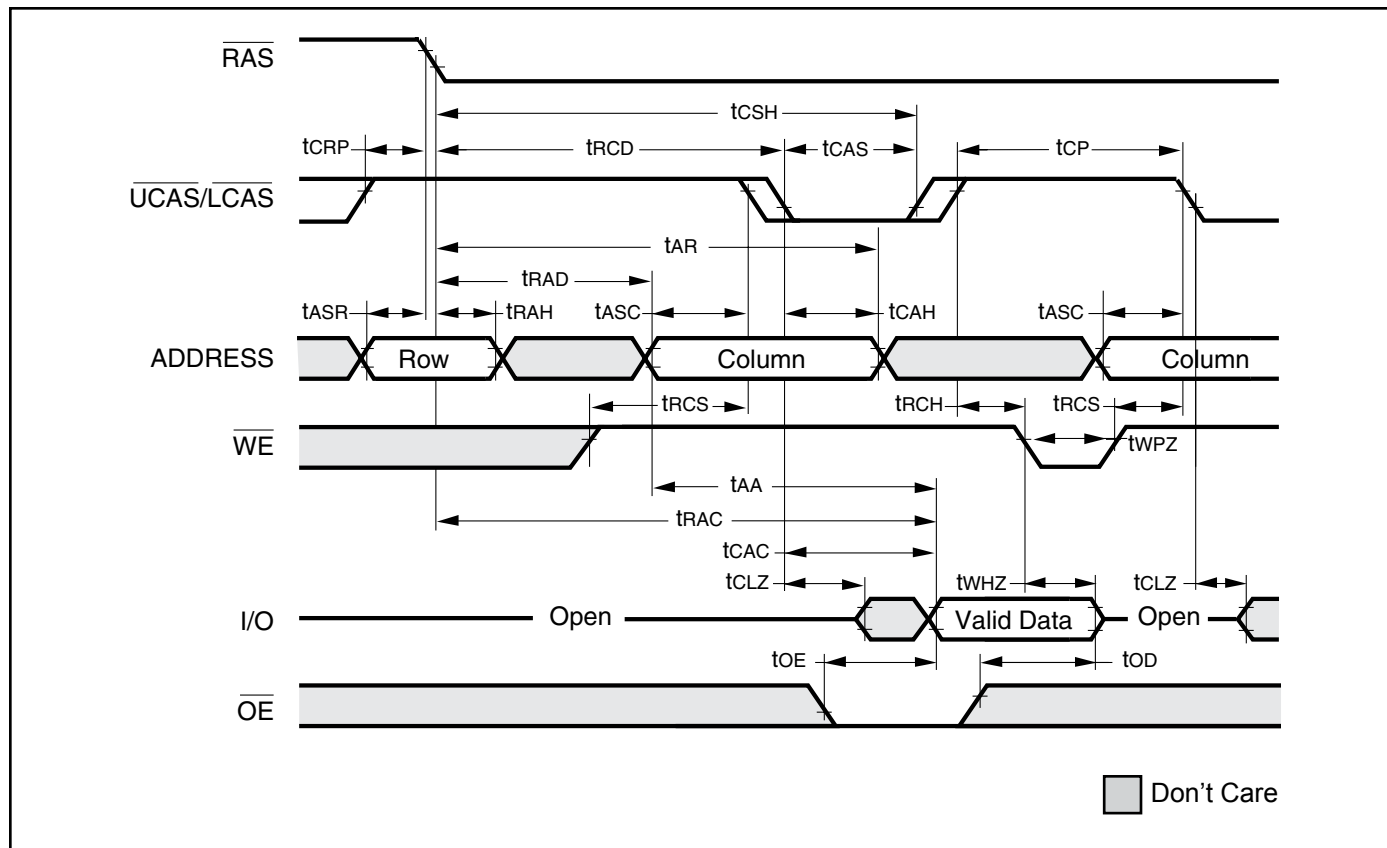 RAS
tCSH
tCRP tRCD tCAS tCP
UCAS/LCAS
tAR
tRAD
tASR tRAH tASC tCAH tASC
ADDRESS Row Column Column
tRCS tRCH tRCS
WE tWPZ
tAA
tRAC
tCAC
tCLZ tWHZ tCLZ
I/O Open Valid Data Open
tOE tOD
OE
Don't Care